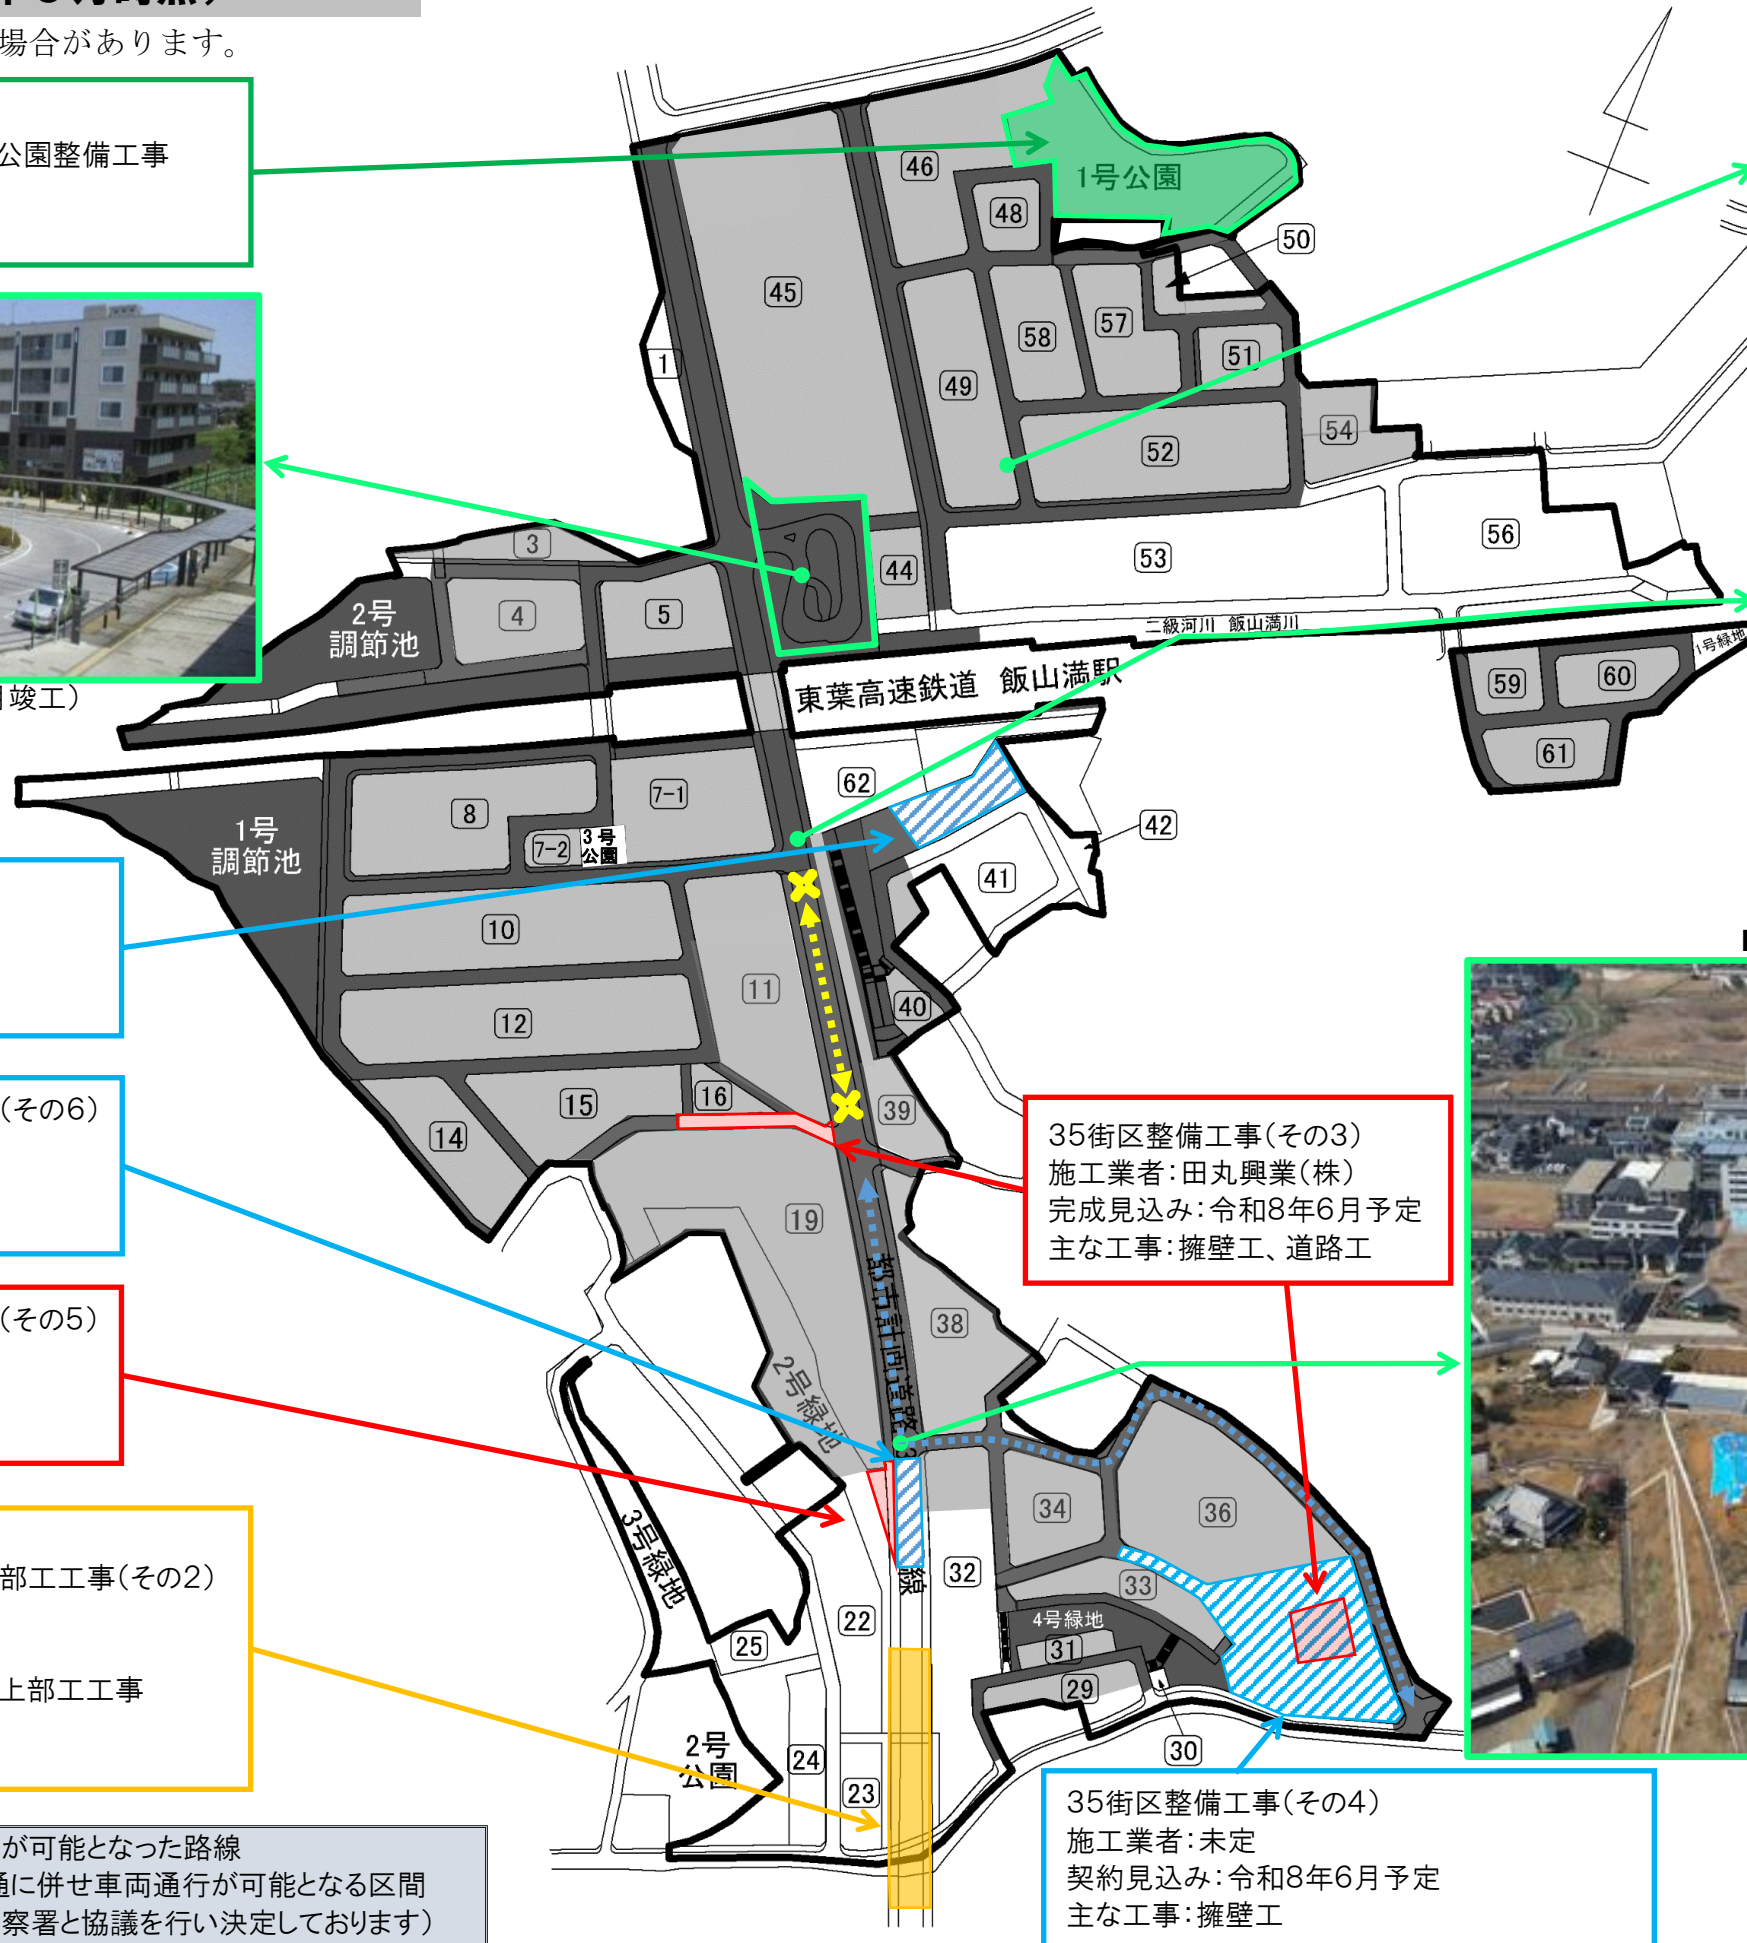 場合があります。
公園整備工事
1号公園
46
48
50
45
58
57
51
1
49
54
52
3
56
53
44
4
5
2号
調節池
二級河川 飯山満川
1号緑地
東葉高速鉄道 飯山満駅
59
60
61
竣工）
62
7-1
8
42
1号
調節池
7-2
3号
公園
41
10
11
40
12
16
15
39
14
（その6）
35街区整備工事（その3）
施工業者：田丸興業（株）
完成見込み：令和8年6月予定
主な工事：擁壁工、道路工
19
38
（その5）
都市計画道路3
線
2号緑地
34
36
3号緑地
32
33
部工工事（その2）
4号緑地
22
25
31
29
上部工工事
30
2号
公園
24
23
35街区整備工事（その4）
施工業者：未定
契約見込み：令和8年6月予定
主な工事：擁壁工
が可能となった路線
通に併せ車両通行が可能となる区間
察署と協議を行い決定しております）